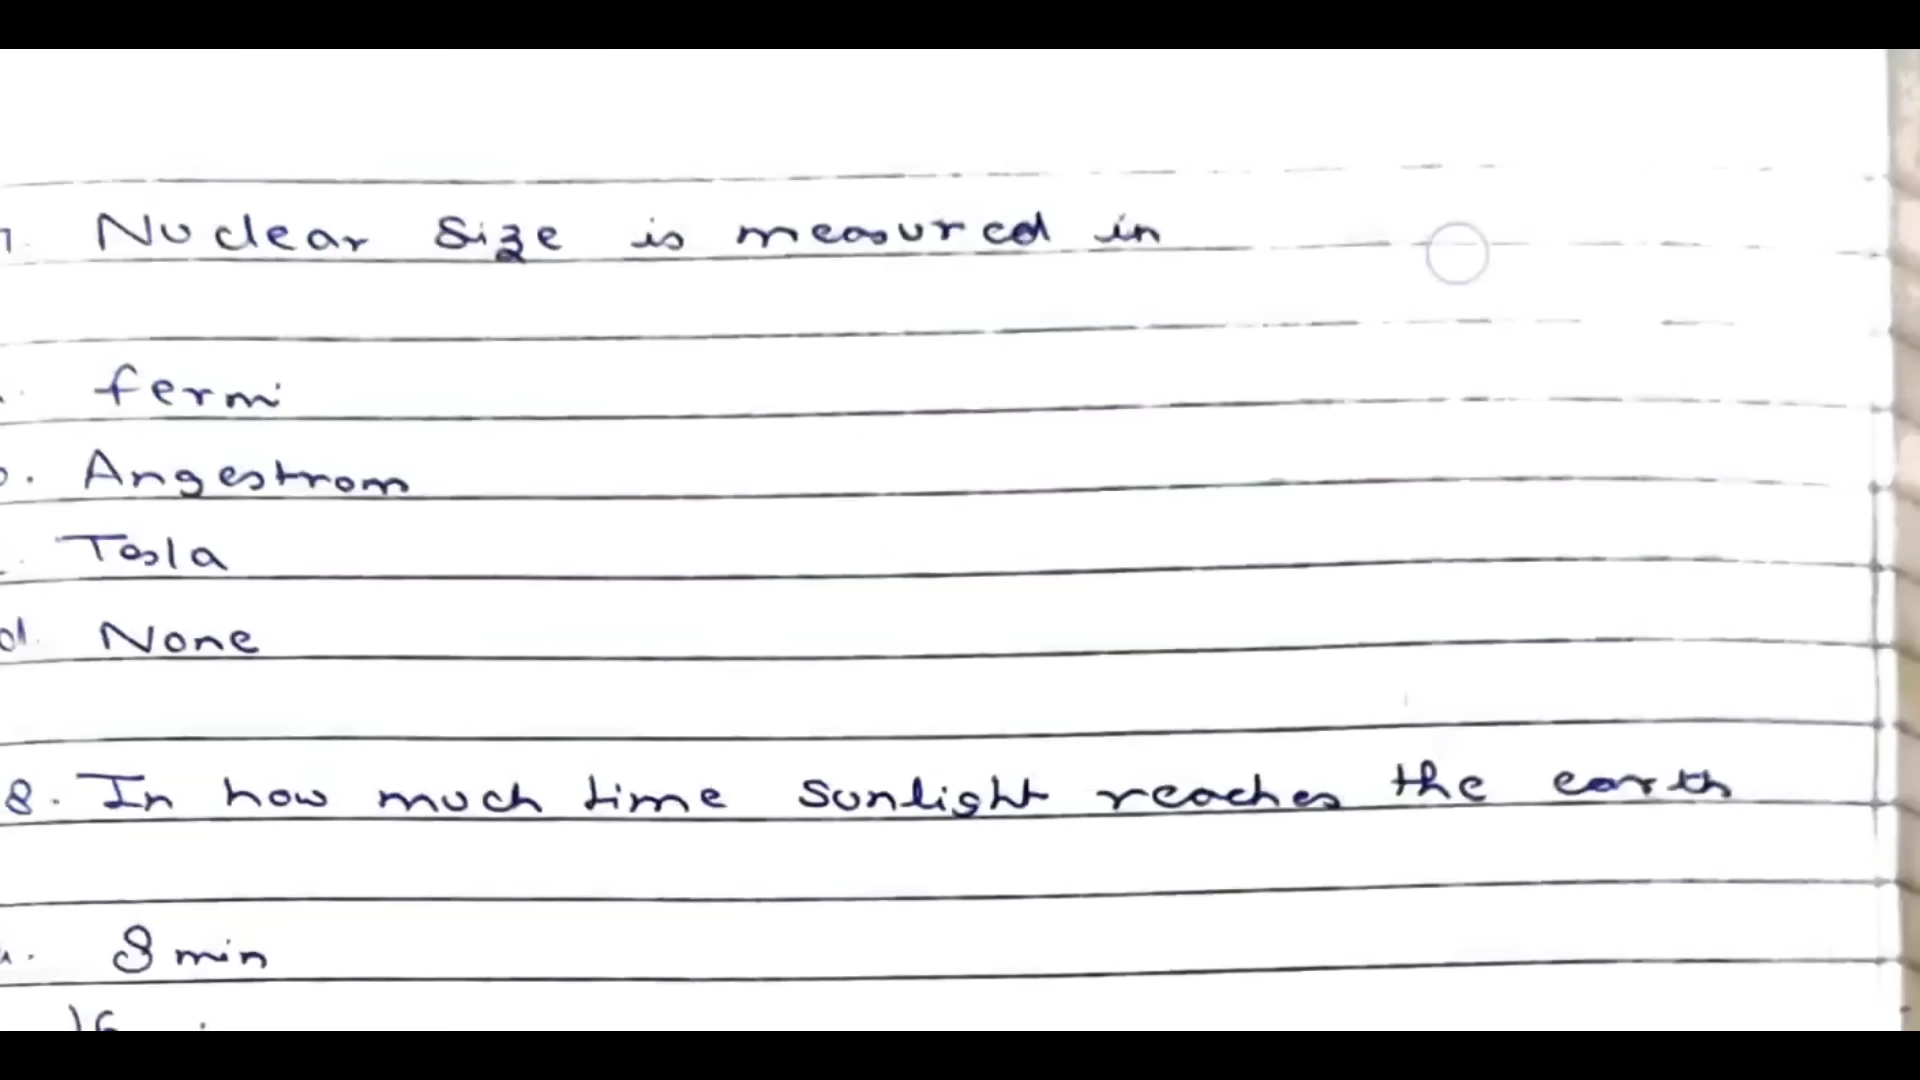 7. Nuclear size is measured in
fermi
b. Angestrom
Tesla
d. None
8. In how much time sunlight reaches the earth
a. 8 min